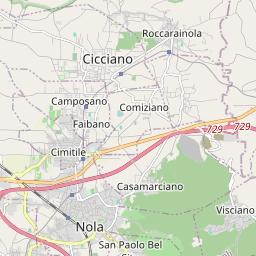 Roccarainola
Cicciano
Camposano
Comiziano
Faibano
729
729
Cimitile
Casamarciano
Visciano
Nola
San Paolo Bel